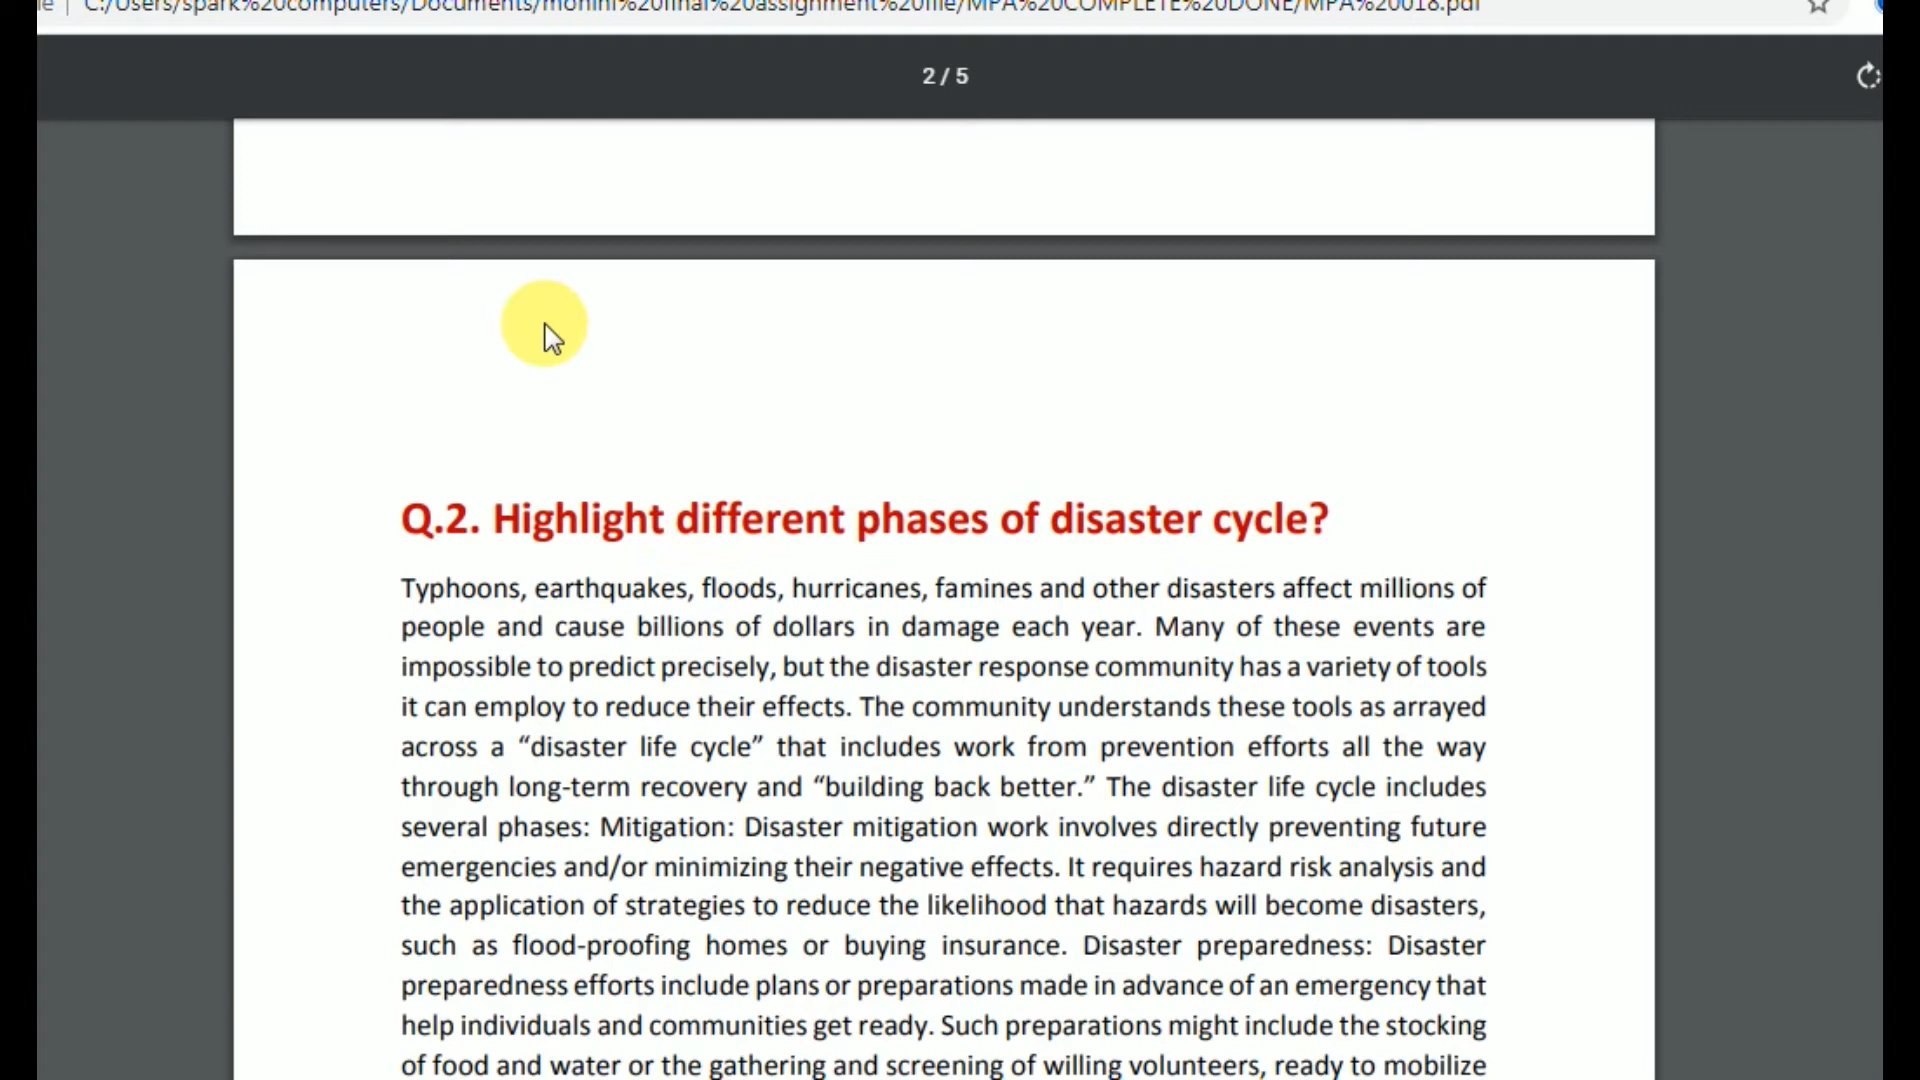 le | C:/Users/spark%20computers/Documents/mohini%20final%20assignment%20file/MPA%20COMPLETE%20DONE/MPA%20018.pdf
2 / 5
Q.2. Highlight different phases of disaster cycle?
Typhoons, earthquakes, floods, hurricanes, famines and other disasters affect millions of
people and cause billions of dollars in damage each year. Many of these events are
impossible to predict precisely, but the disaster response community has a variety of tools
it can employ to reduce their effects. The community understands these tools as arrayed
across a “disaster life cycle” that includes work from prevention efforts all the way
through long-term recovery and “building back better.” The disaster life cycle includes
several phases: Mitigation: Disaster mitigation work involves directly preventing future
emergencies and/or minimizing their negative effects. It requires hazard risk analysis and
the application of strategies to reduce the likelihood that hazards will become disasters,
such as flood-proofing homes or buying insurance. Disaster preparedness: Disaster
preparedness efforts include plans or preparations made in advance of an emergency that
help individuals and communities get ready. Such preparations might include the stocking
of food and water or the gathering and screening of willing volunteers, ready to mobilize